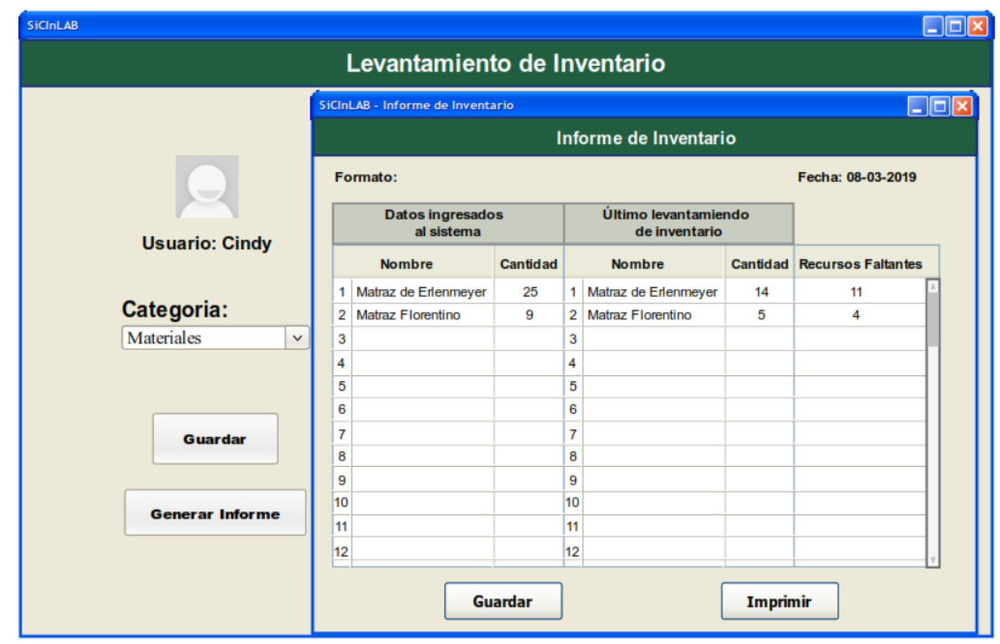 SiCInLAB
Levantamiento de Inventario
Usuario: Cindy
Categoria:
Materiales
Guardar
Generar Informe
SiCInLAB - Informe de Inventario
Informe de Inventario
Formato:
Fecha: 08-03-2019
Datos ingresados
al sistema
Último levantamiendo
de inventario
Nombre Cantidad Nombre Cantidad Recursos Faltantes
1 Matraz de Erlenmeyer 25 1 Matraz de Erlenmeyer 14 11
2 Matraz Florentino 9 2 Matraz Florentino 5 4
3 3
4 4
5 5
6 6
7 7
8 8
9 9
10 10
11 11
12 12
Guardar
Imprimir